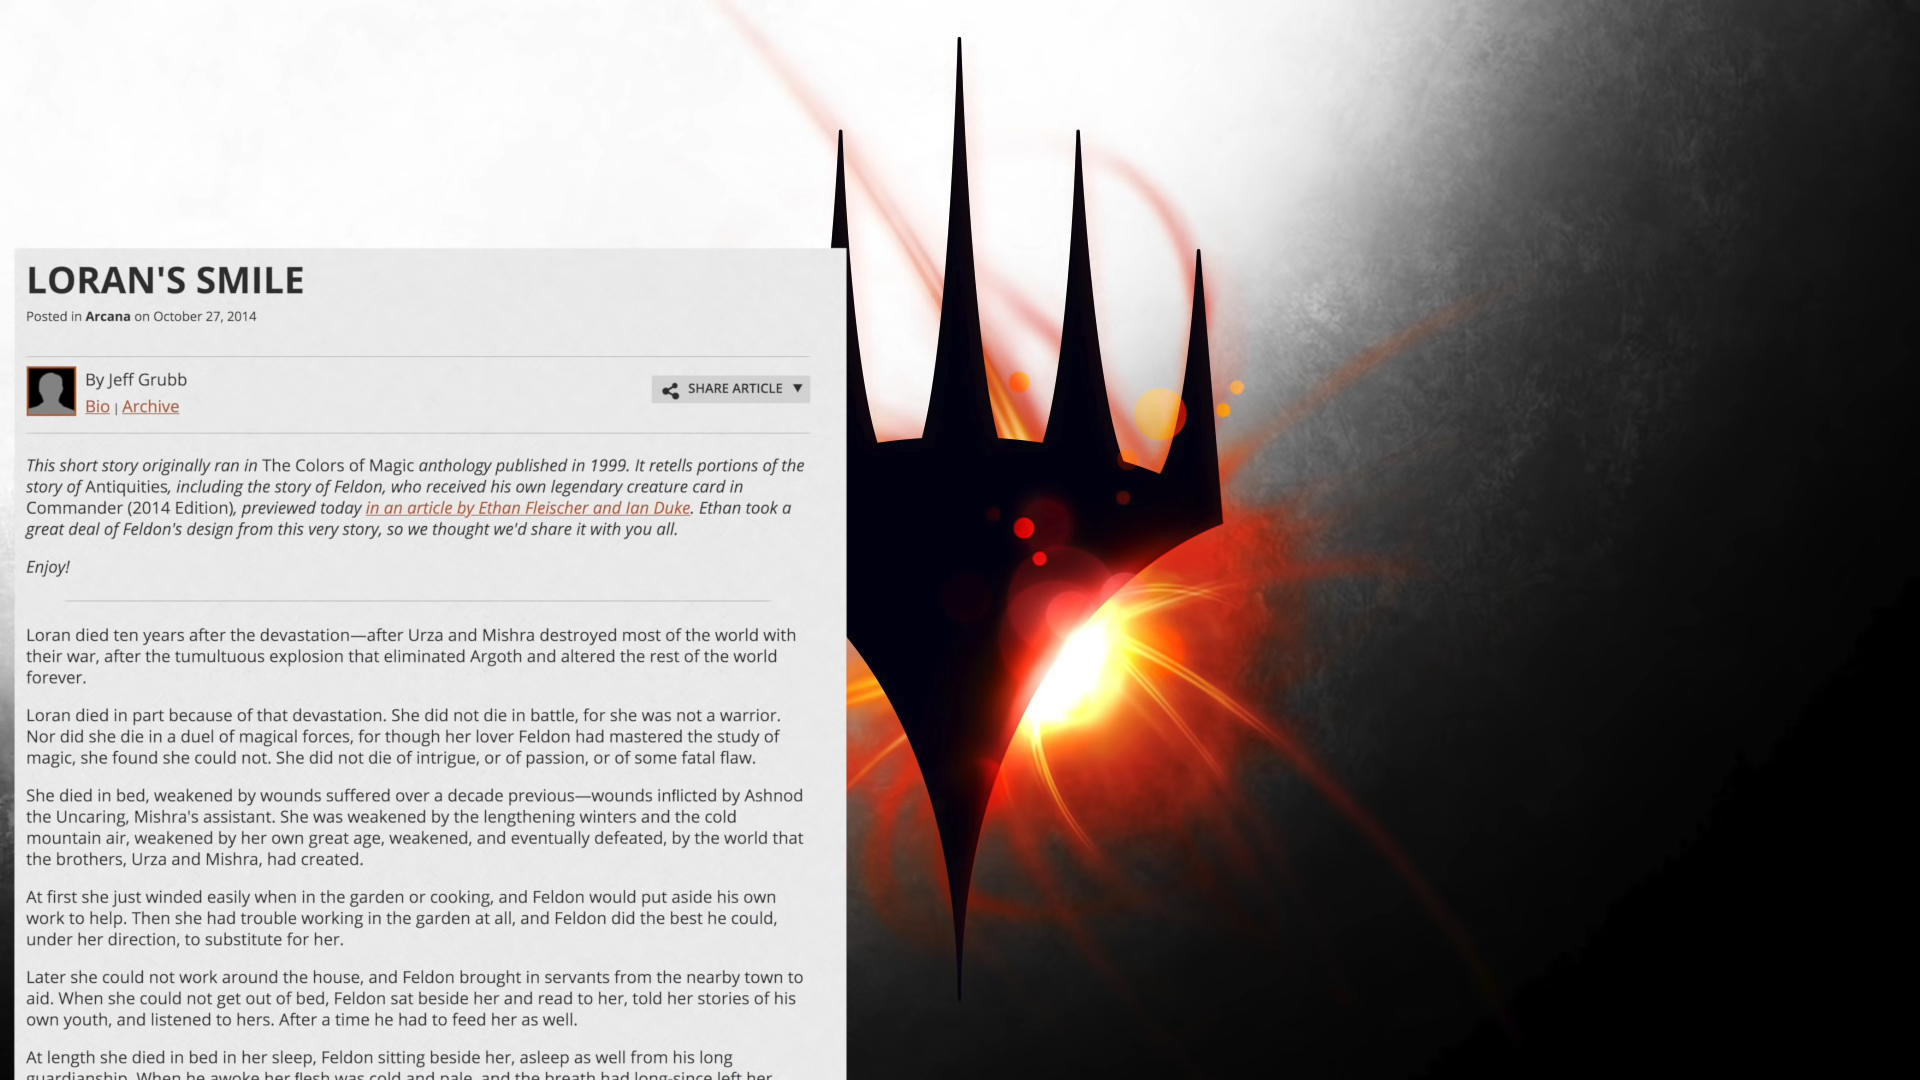 LORAN'S SMILE
Posted in Arcana on October 27, 2014
By Jeff Grubb
Bio | Archive
SHARE ARTICLE ▼
This short story originally ran in The Colors of Magic anthology published in 1999. It retells portions of the
story of Antiquities, including the story of Feldon, who received his own legendary creature card in
Commander (2014 Edition), previewed today in an article by Ethan Fleischer and Ian Duke. Ethan took a
great deal of Feldon's design from this very story, so we thought we'd share it with you all.
Enjoy!
Loran died ten years after the devastation—after Urza and Mishra destroyed most of the world with
their war, after the tumultuous explosion that eliminated Argoth and altered the rest of the world
forever.
Loran died in part because of that devastation. She did not die in battle, for she was not a warrior.
Nor did she die in a duel of magical forces, for though her lover Feldon had mastered the study of
magic, she found she could not. She did not die of intrigue, or of passion, or of some fatal flaw.
She died in bed, weakened by wounds suffered over a decade previous—wounds inflicted by Ashnod
the Uncaring, Mishra's assistant. She was weakened by the lengthening winters and the cold
mountain air, weakened by her own great age, weakened, and eventually defeated, by the world that
the brothers, Urza and Mishra, had created.
At first she just winded easily when in the garden or cooking, and Feldon would put aside his own
work to help. Then she had trouble working in the garden at all, and Feldon did the best he could,
under her direction, to substitute for her.
Later she could not work around the house, and Feldon brought in servants from the nearby town to
aid. When she could not get out of bed, Feldon sat beside her and read to her, told her stories of his
own youth, and listened to hers. After a time he had to feed her as well.
At length she died in bed in her sleep, Feldon sitting beside her, asleep as well from his long
guardianship. When he awoke her flesh was cold and pale, and the breath had long-since left her